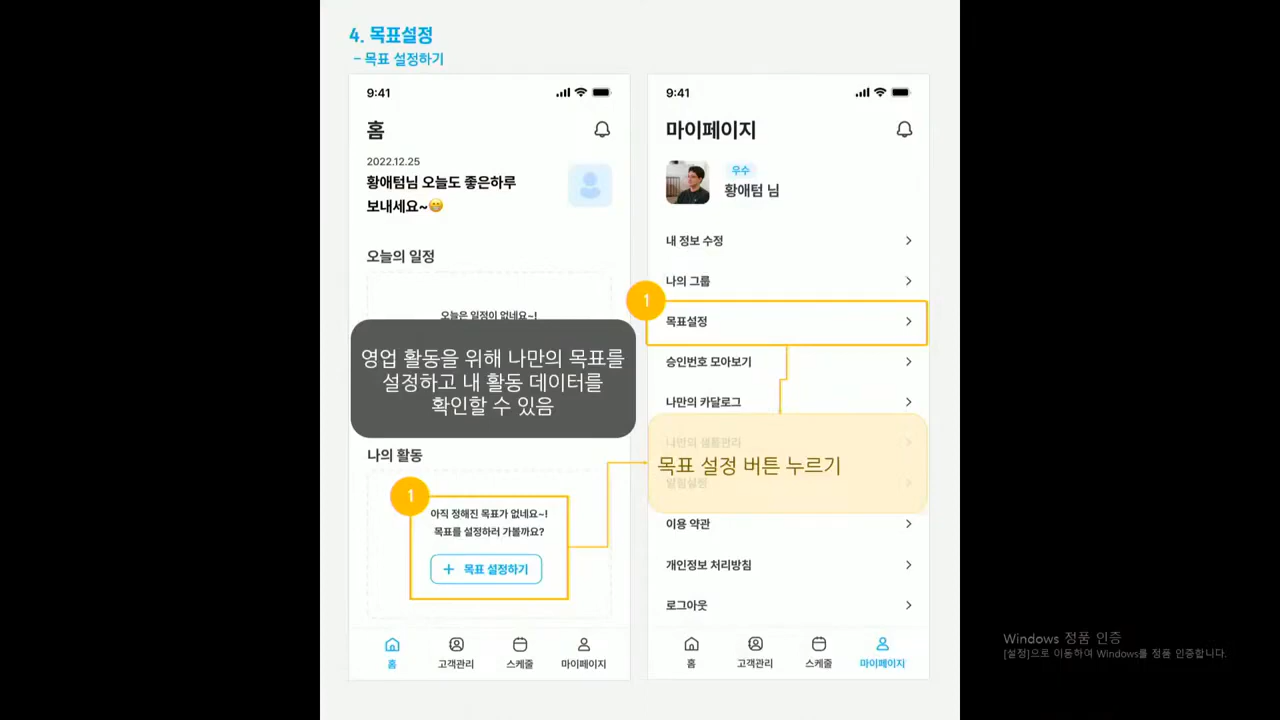 4. 목표설정
- 목표 설정하기
9:41
홈
2022.12.25
황애텀님 오늘도 좋은하루
보내세요~😁
오늘의 일정
오늘은 일정이 없네요~!
영업 활동을 위해 나만의 목표를
설정하고 내 활동 데이터를
확인할 수 있음
나의 활동
1
아직 정해진 목표가 없네요~!
목표를 설정하러 가볼까요?
+ 목표 설정하기
홈 고객관리 스케줄 마이페이지
9:41
마이페이지
우수
황애텀 님
내 정보 수정
나의 그룹
1
목표설정
승인번호 모아보기
나만의 카달로그
나만의 샘플관리
목표 설정 버튼 누르기
알림설정
이용 약관
개인정보 처리방침
로그아웃
홈 고객관리 스케줄 마이페이지
Windows 정품 인증
[설정]으로 이동하여 Windows를 정품 인증합니다.